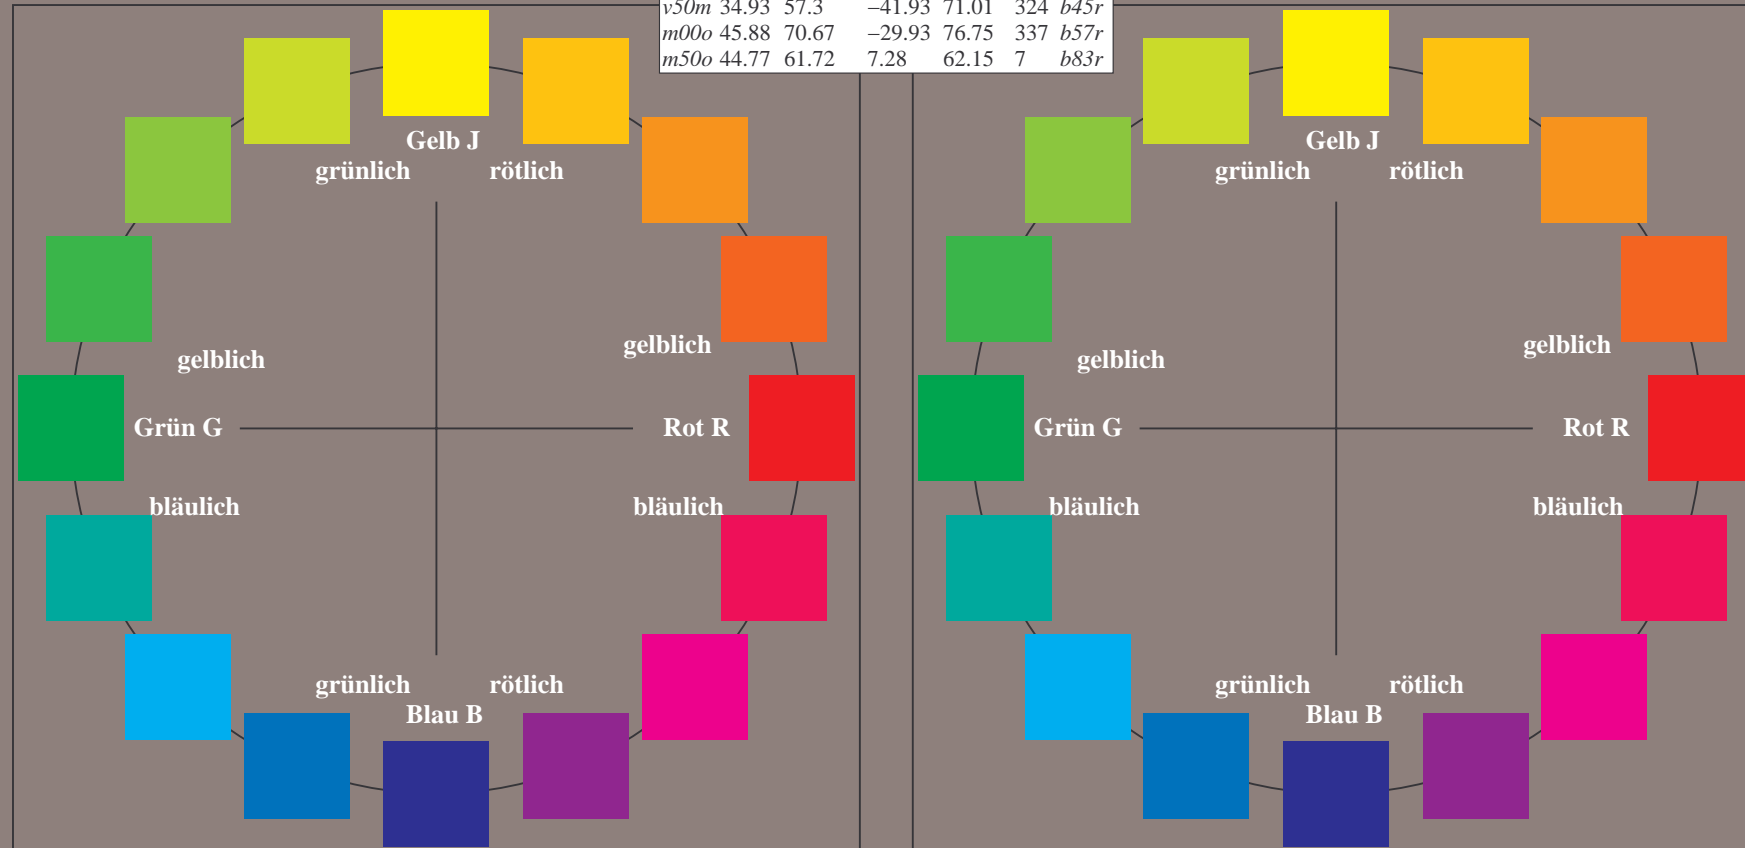 v50m 34.93 57.3 −41.93 71.01 324 b45r
m00o 45.88 70.67 −29.93 76.75 337 b57r
m50o 44.77 61.72 7.28 62.15 7 b83r
Gelb J
grünlich rötlich
gelblich
gelblich
Grün G Rot R
bläulich bläulich
grünlich rötlich
Blau B
Gelb J
grünlich rötlich
gelblich
gelblich
Grün G Rot R
bläulich bläulich
grünlich rötlich
Blau B